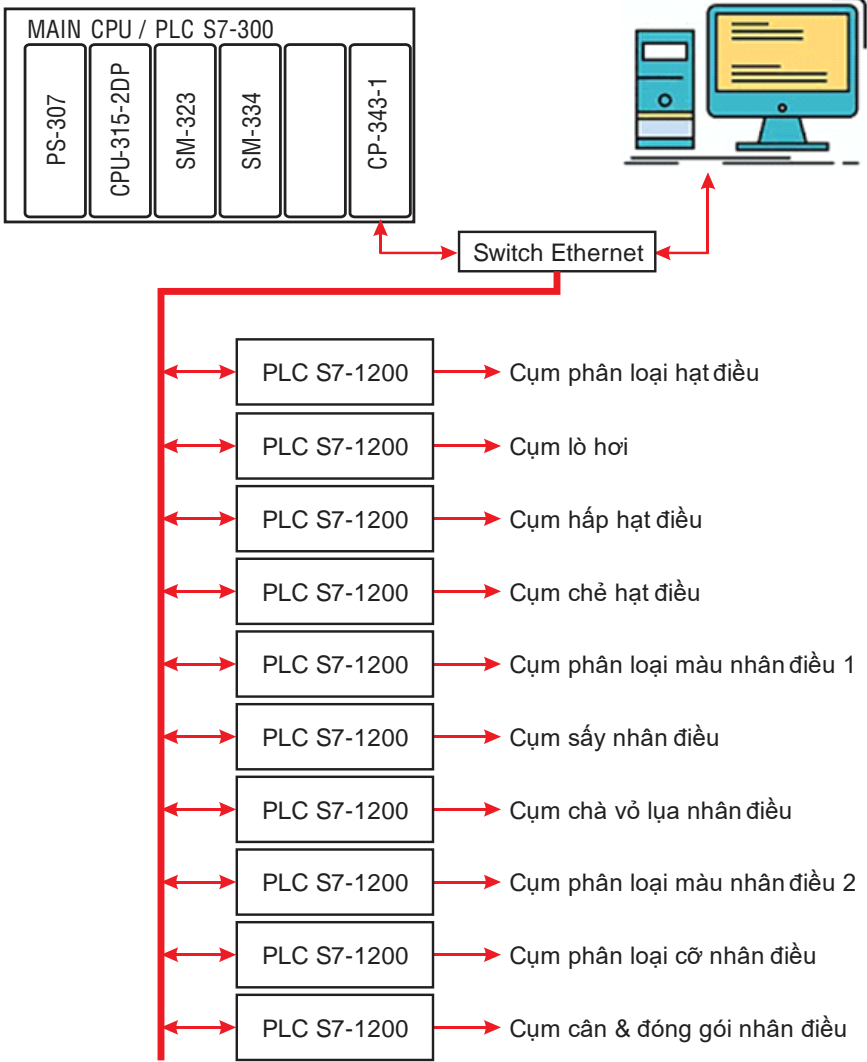 MAIN CPU / PLC S7-300
PS-307
CPU-315-2DP
SM-323
SM-334
CP-343-1
Switch Ethernet
PLC S7-1200 Cụm phân loại hạt điều
PLC S7-1200 Cụm lò hơi
PLC S7-1200 Cụm hấp hạt điều
PLC S7-1200 Cụm chẻ hạt điều
PLC S7-1200 Cụm phân loại màu nhân điều 1
PLC S7-1200 Cụm sấy nhân điều
PLC S7-1200 Cụm chà vỏ lụa nhân điều
PLC S7-1200 Cụm phân loại màu nhân điều 2
PLC S7-1200 Cụm phân loại cỡ nhân điều
PLC S7-1200 Cụm cân & đóng gói nhân điều